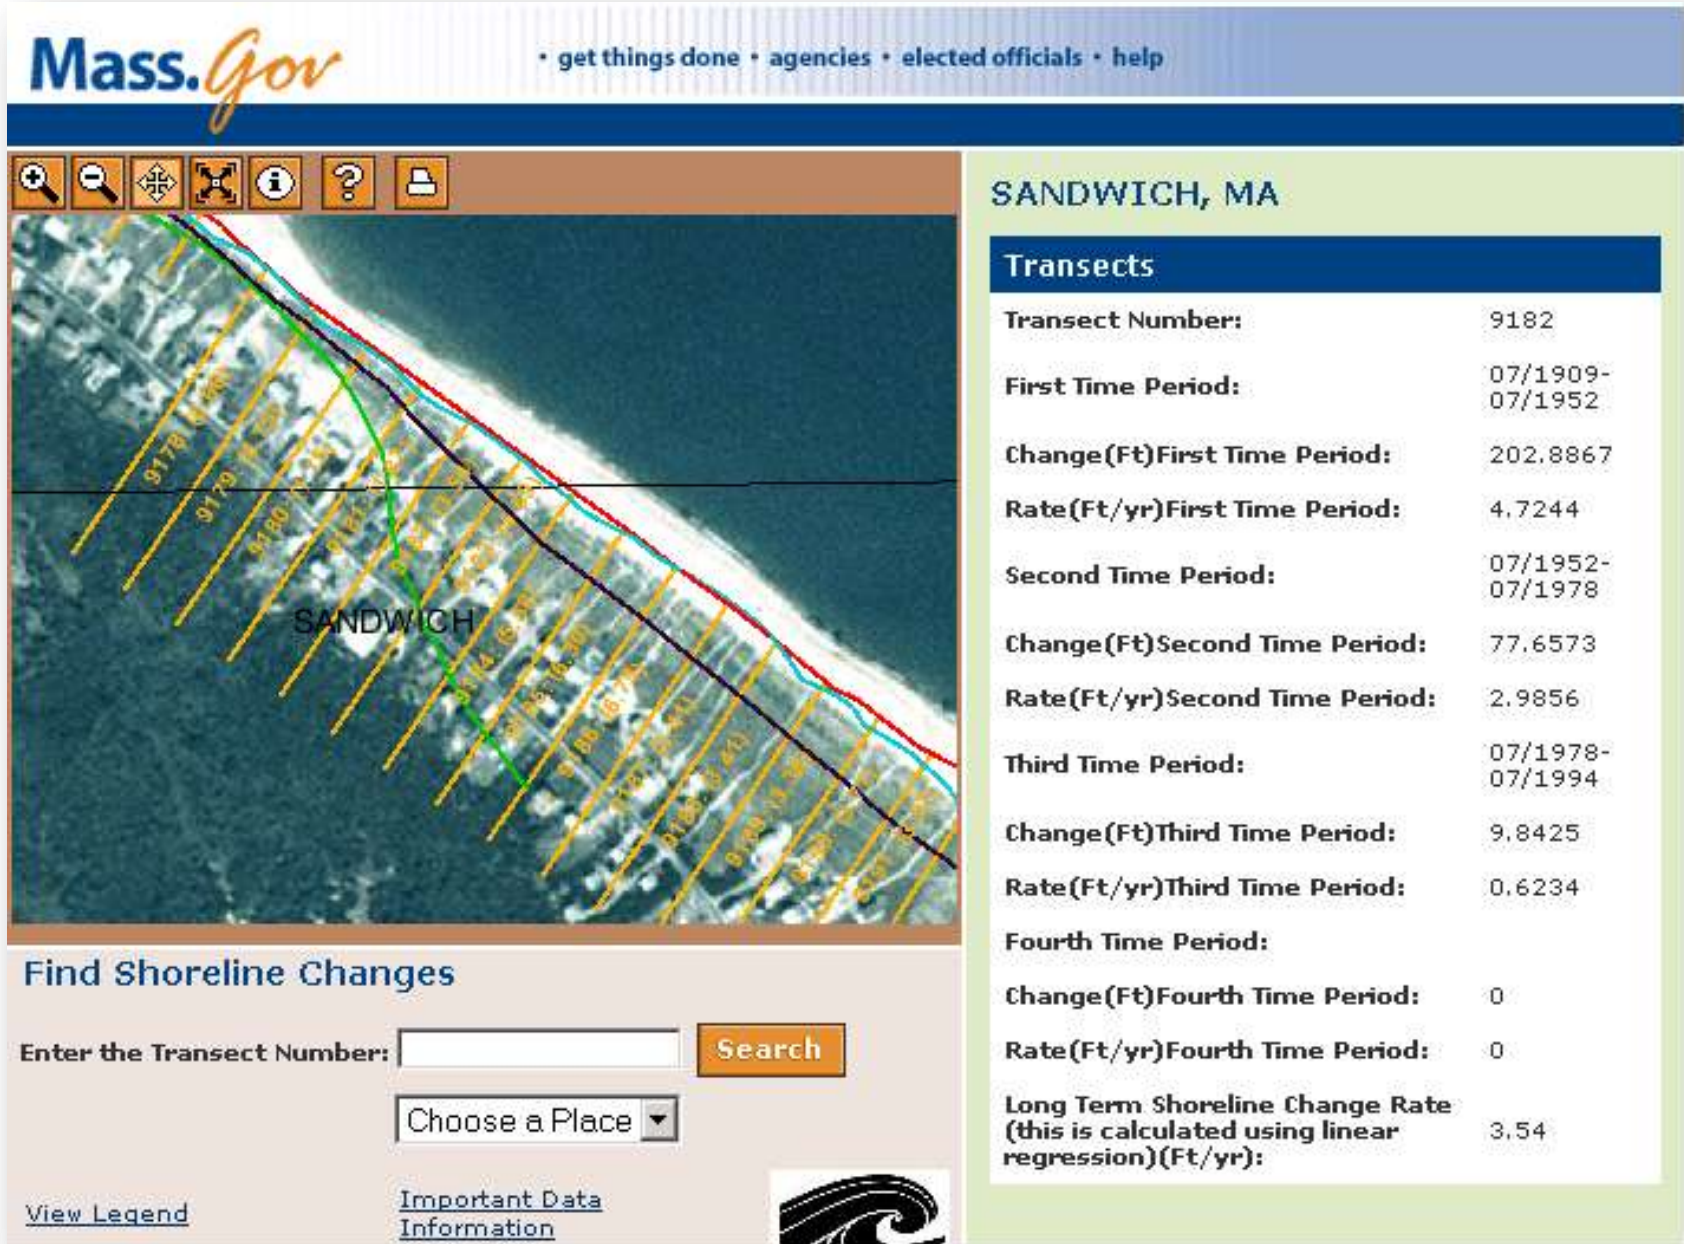 Mass.Gov
• get things done • agencies • elected officials • help
SANDWICH, MA
Transects
Transect Number: 9182
First Time Period: 07/1909-
07/1952
Change(Ft)First Time Period: 202.8867
Rate(Ft/yr)First Time Period: 4.7244
Second Time Period: 07/1952-
07/1978
Change(Ft)Second Time Period: 77.6573
Rate(Ft/yr)Second Time Period: 2.9856
Third Time Period: 07/1978-
07/1994
Change(Ft)Third Time Period: 9.8425
Rate(Ft/yr)Third Time Period: 0.6234
Fourth Time Period:
Change(Ft)Fourth Time Period: 0
Rate(Ft/yr)Fourth Time Period: 0
Long Term Shoreline Change Rate
(this is calculated using linear 3.54
regression)(Ft/yr):
9178
9179
9180
SANDWICH
Find Shoreline Changes
Enter the Transect Number:
Search
Choose a Place
View Legend
Important Data
Information